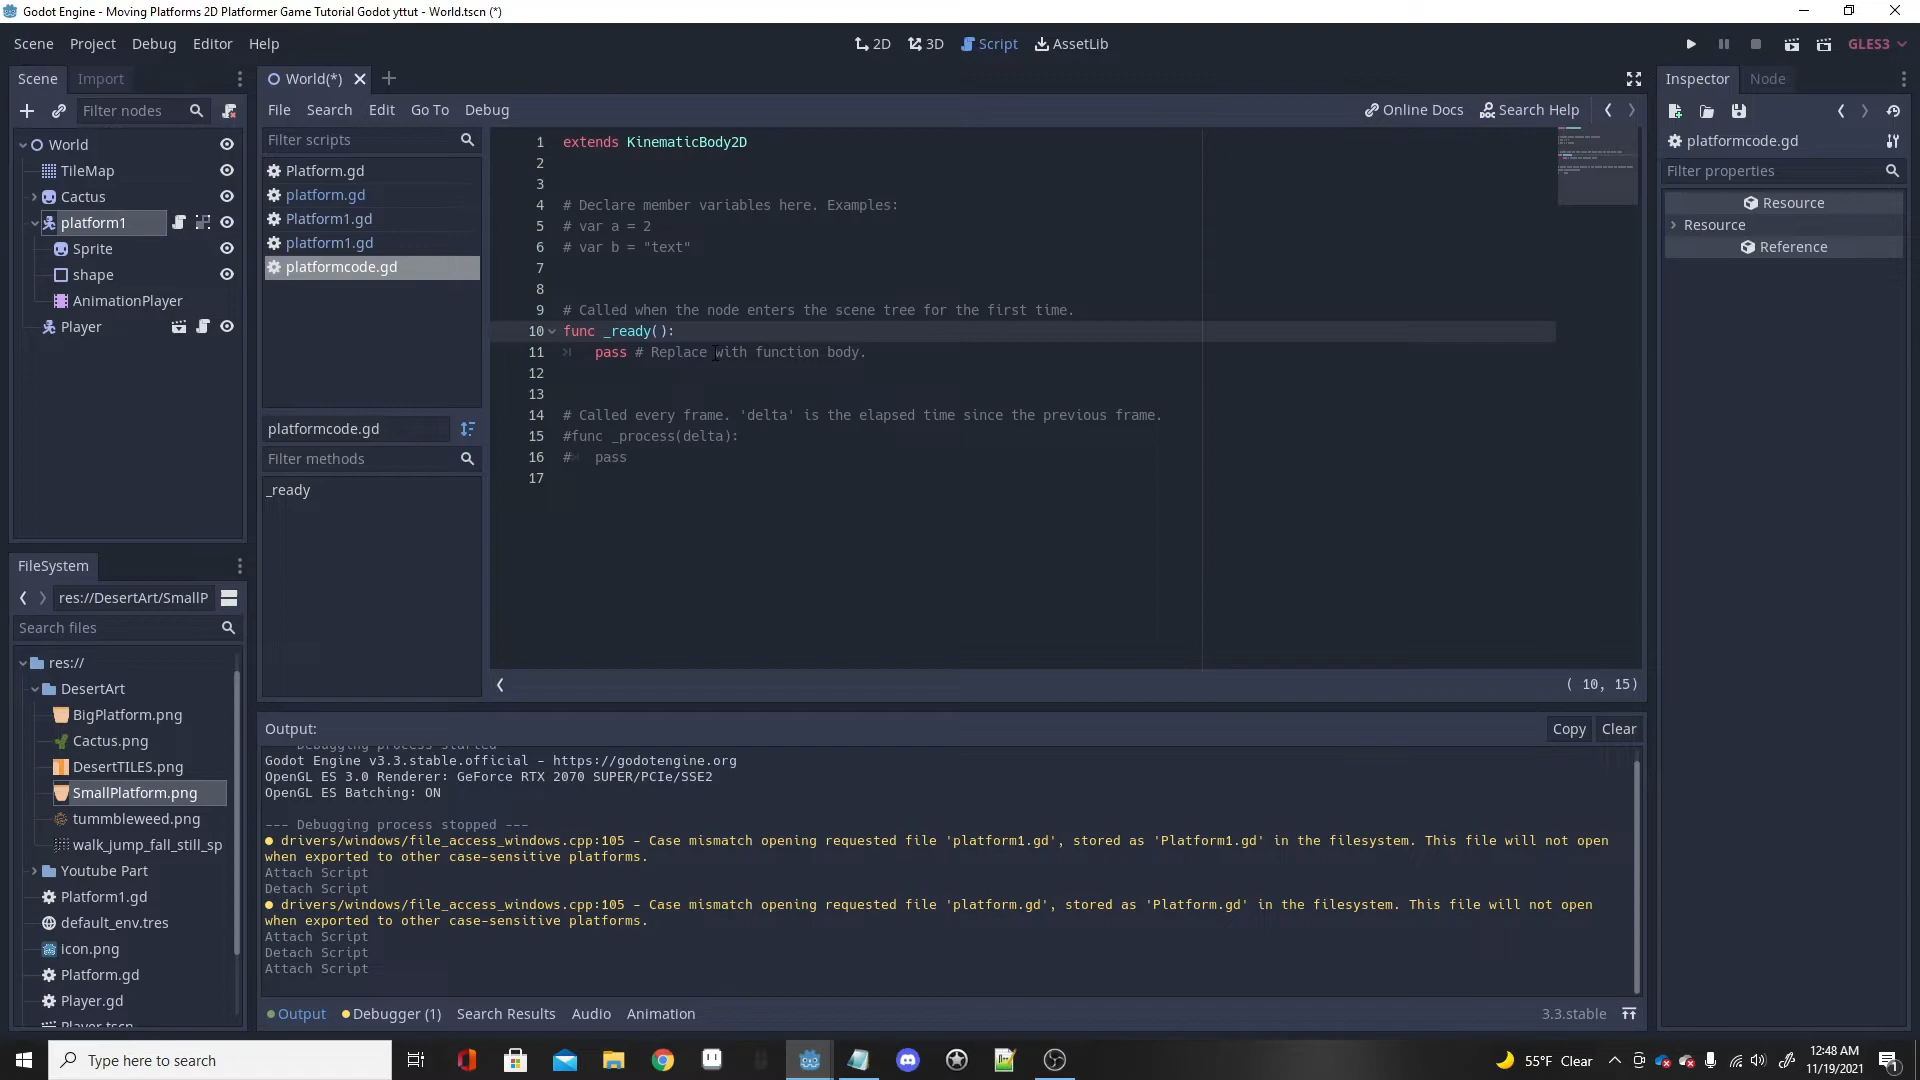 Godot Engine - Moving Platforms 2D Platformer Game Tutorial Godot yttut - World.tscn (*)
Scene Project Debug Editor Help
2D 3D Script AssetLib
GLES3
Scene Import
World(*)
Inspector Node
Filter nodes
File Search Edit Go To Debug
Online Docs Search Help
World
TileMap
Cactus
platform1
Sprite
shape
AnimationPlayer
Player
Filter scripts
Platform.gd
platform.gd
Platform1.gd
platform1.gd
platformcode.gd
platformcode.gd
Filter methods
_ready
1 extends KinematicBody2D
2
3
4 # Declare member variables here. Examples:
5 # var a = 2
6 # var b = "text"
7
8
9 # Called when the node enters the scene tree for the first time.
10 func _ready():
11 pass # Replace with function body.
12
13
14 # Called every frame. 'delta' is the elapsed time since the previous frame.
15 #func _process(delta):
16 # pass
17
( 10, 15)
platformcode.gd
Filter properties
Resource
Resource
Reference
FileSystem
res://DesertArt/SmallP
Search files
res://
DesertArt
BigPlatform.png
Cactus.png
DesertTILES.png
SmallPlatform.png
tummbleweed.png
walk_jump_fall_still_sp
Youtube Part
Platform1.gd
default_env.tres
icon.png
Platform.gd
Player.gd
Player.tscn
Output:
Copy Clear
Debugging process started
Godot Engine v3.3.stable.official - https://godotengine.org
OpenGL ES 3.0 Renderer: GeForce RTX 2070 SUPER/PCIe/SSE2
OpenGL ES Batching: ON
--- Debugging process stopped ---
drivers/windows/file_access_windows.cpp:105 - Case mismatch opening requested file 'platform1.gd', stored as 'Platform1.gd' in the filesystem. This file will not open
when exported to other case-sensitive platforms.
Attach Script
Detach Script
drivers/windows/file_access_windows.cpp:105 - Case mismatch opening requested file 'platform.gd', stored as 'Platform.gd' in the filesystem. This file will not open
when exported to other case-sensitive platforms.
Attach Script
Detach Script
Attach Script
Output Debugger (1) Search Results Audio Animation
3.3.stable
Type here to search
55°F Clear
12:48 AM
11/19/2021
1